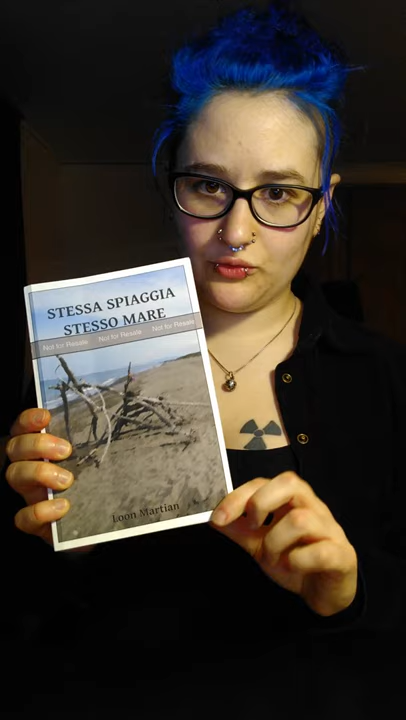 STESSA SPIAGGIA
STESSO MARE
Not for Resale Not for Resale Not for Resale
Loon Martian